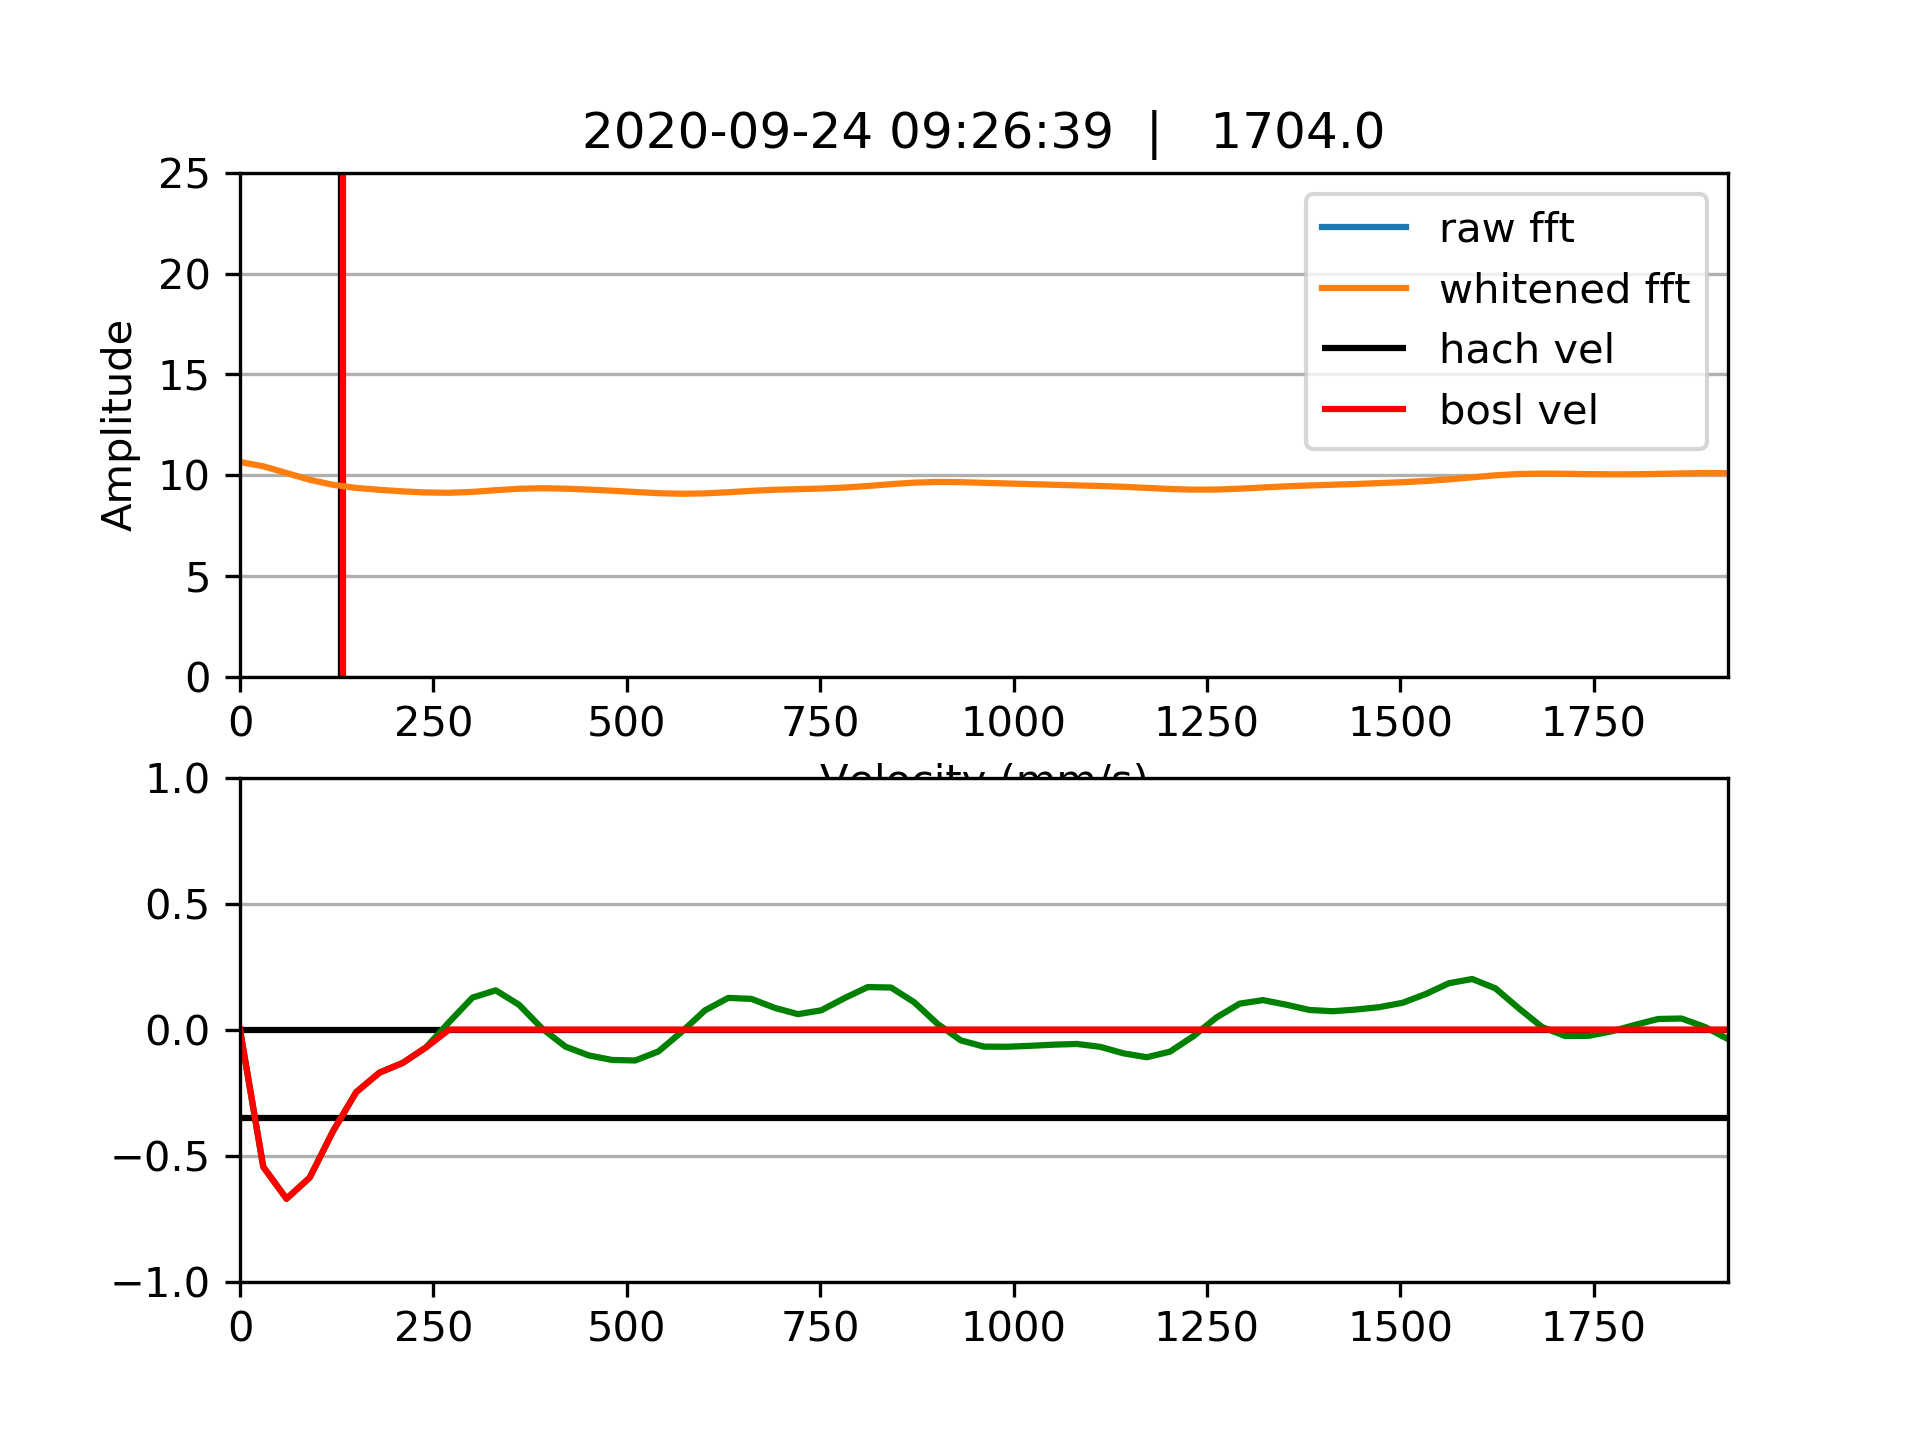 2020-09-24 09:26:39 | 1704.0
25
20
15
10
5
0
Amplitude
raw fft
whitened fft
hach vel
bosl vel
0 250 500 750 1000 1250 1500 1750
Velocity (mm/s)
1.0
0.5
0.0
−0.5
−1.0
0 250 500 750 1000 1250 1500 1750